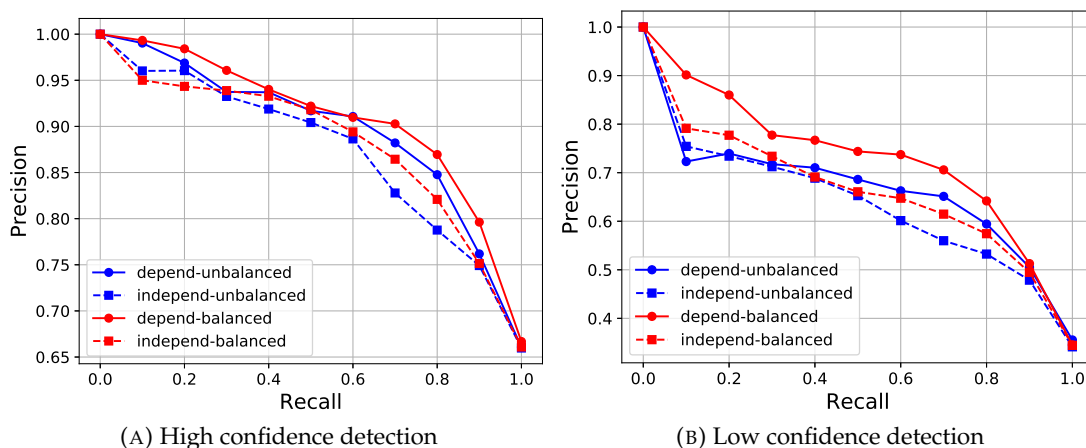 1.00
0.95
0.90
0.85
0.80
0.75
0.70
0.65
Precision
depend-unbalanced
independ-unbalanced
depend-balanced
independ-balanced
0.0 0.2 0.4 0.6 0.8 1.0
Recall
(A) High confidence detection
1.0
0.9
0.8
0.7
0.6
0.5
0.4
Precision
depend-unbalanced
independ-unbalanced
depend-balanced
independ-balanced
0.0 0.2 0.4 0.6 0.8 1.0
Recall
(B) Low confidence detection